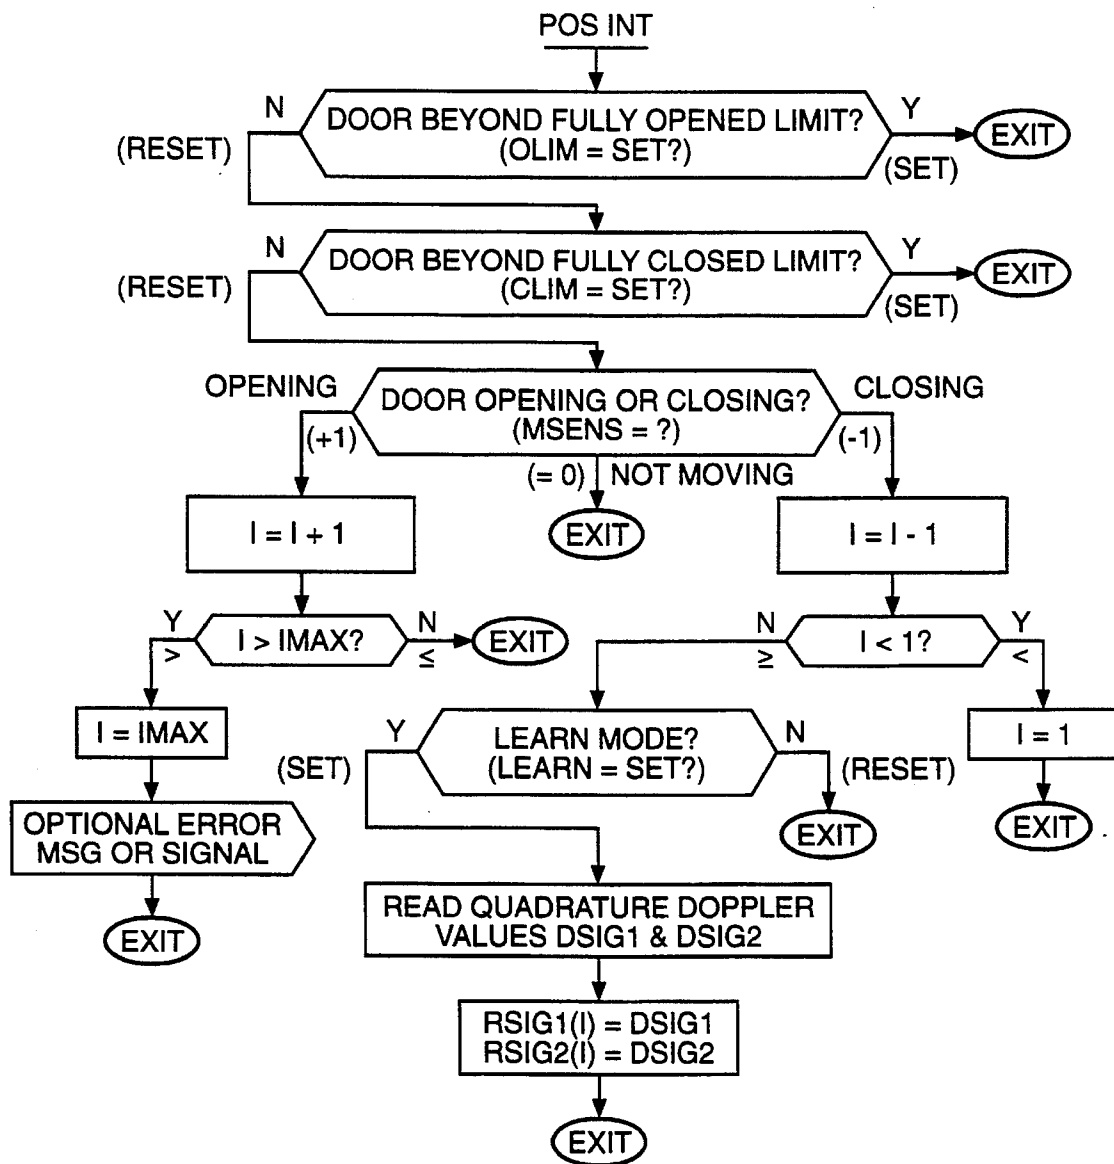 POS INT
N
DOOR BEYOND FULLY OPENED LIMIT?
(OLIM = SET?)
Y
(RESET)
(SET)
EXIT
N
DOOR BEYOND FULLY CLOSED LIMIT?
(CLIM = SET?)
Y
(RESET)
(SET)
EXIT
OPENING
DOOR OPENING OR CLOSING?
(MSENS = ?)
CLOSING
(+1)
(-1)
(= 0) NOT MOVING
I = I + 1
EXIT
I = I - 1
Y
>
I > IMAX?
N
≤
EXIT
N
≥
I < 1?
Y
<
I = IMAX
Y
LEARN MODE?
(LEARN = SET?)
N
I = 1
(SET)
(RESET)
OPTIONAL ERROR
MSG OR SIGNAL
EXIT
EXIT
READ QUADRATURE DOPPLER
VALUES DSIG1 & DSIG2
EXIT
RSIG1(I) = DSIG1
RSIG2(I) = DSIG2
EXIT